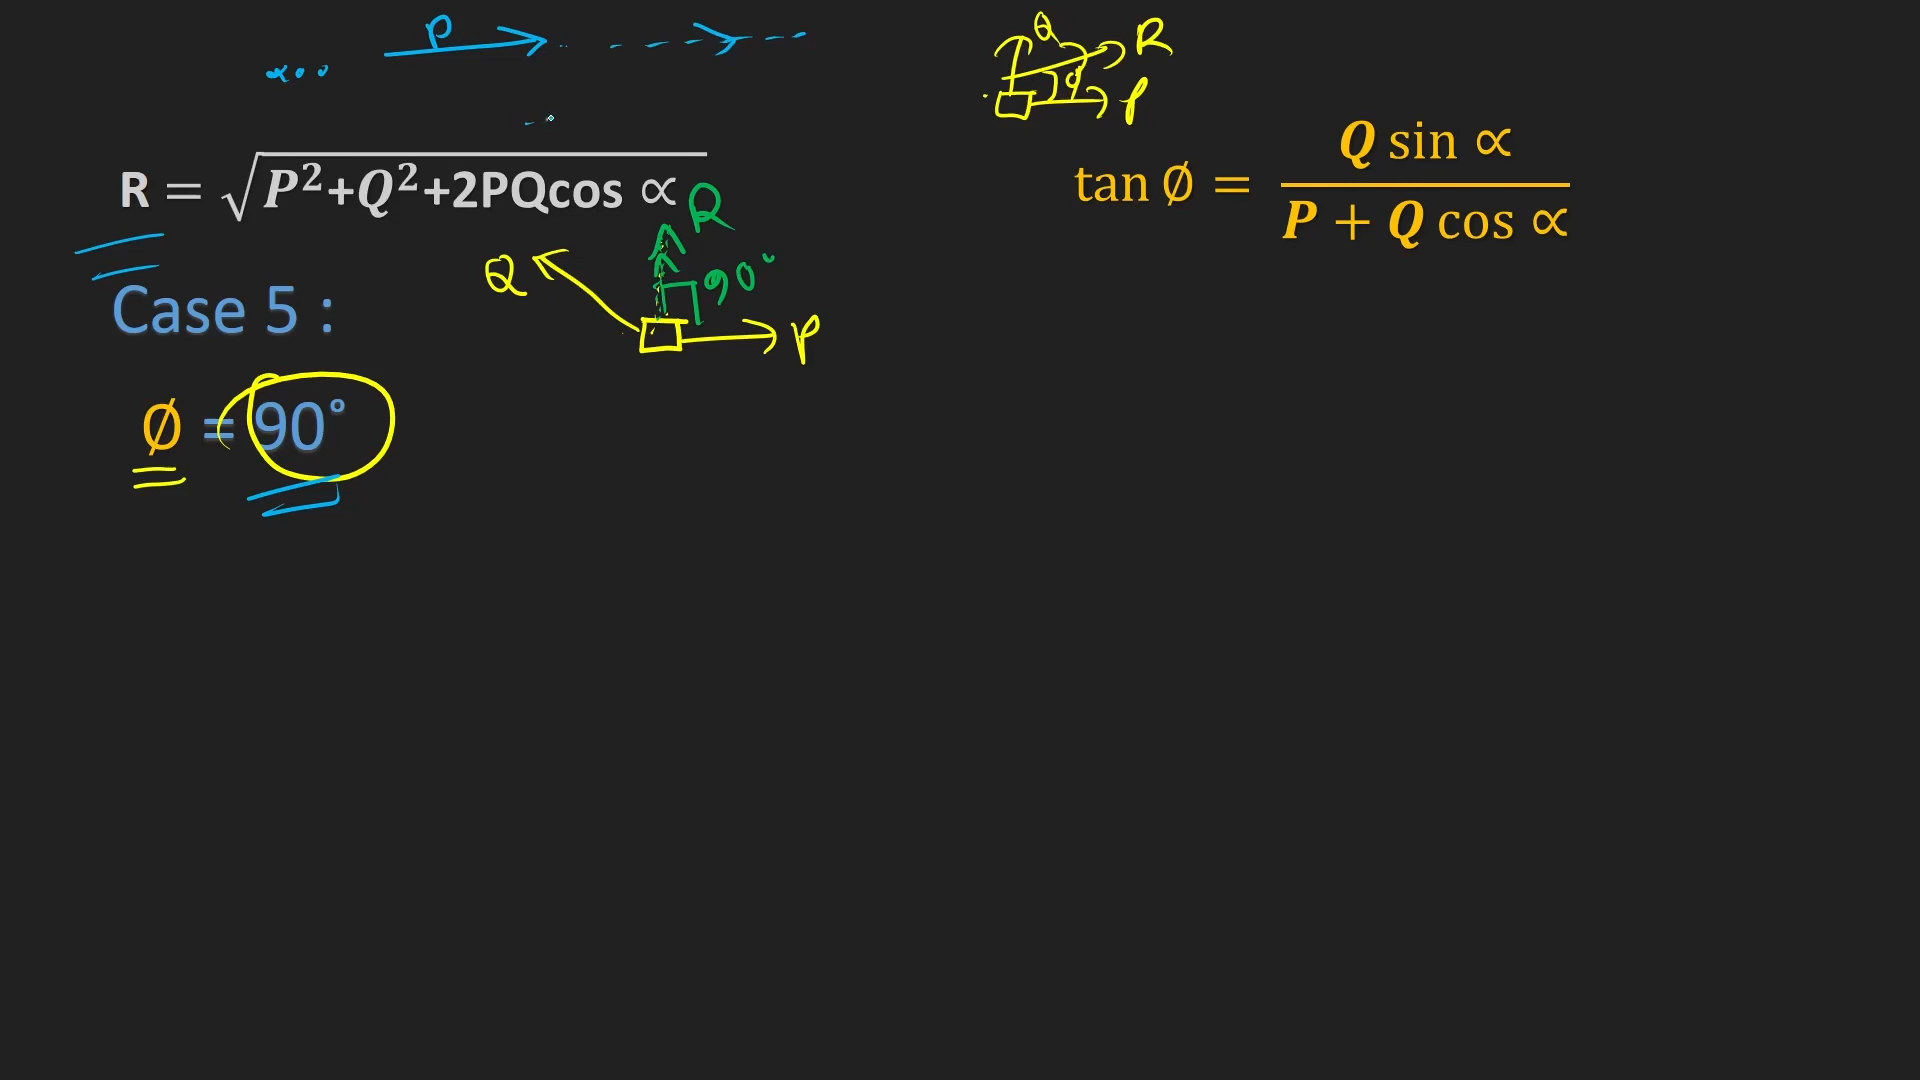 P
Q
R
φ
P
R = √P²+Q²+2PQcos ∝
tan ∅ = Q sin ∝ / P + Q cos ∝
R
Q
90°
P
Case 5 :
∅ = 90°